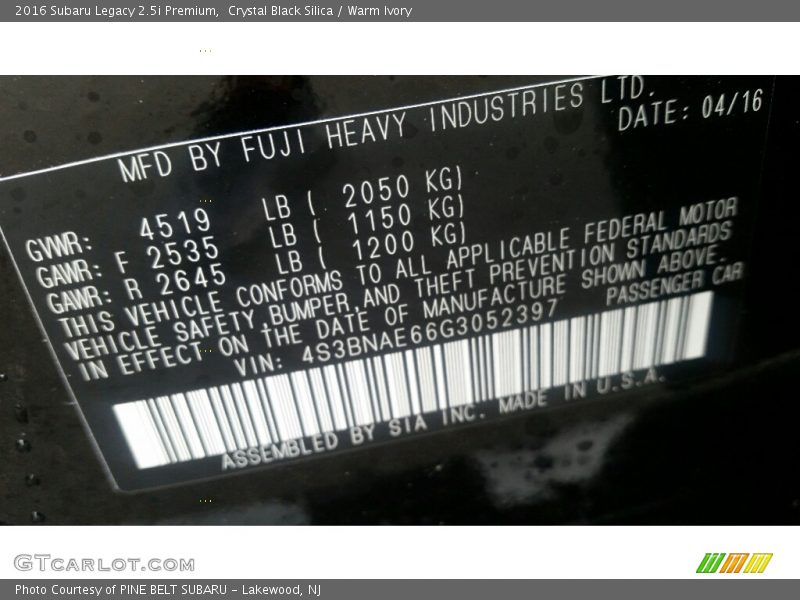 2016 Subaru Legacy 2.5i Premium,  Crystal Black Silica / Warm Ivory
MFD BY FUJI HEAVY INDUSTRIES LTD.
DATE: 04/16
GVWR: 4519 LB ( 2050 KG)
GAWR: F 2535 LB ( 1150 KG)
GAWR: R 2645 LB ( 1200 KG)
THIS VEHICLE CONFORMS TO ALL APPLICABLE FEDERAL MOTOR
VEHICLE SAFETY, BUMPER, AND THEFT PREVENTION STANDARDS
IN EFFECT ON THE DATE OF MANUFACTURE SHOWN ABOVE.
VIN: 4S3BNAE66G3052397 PASSENGER CAR
ASSEMBLED BY SIA INC. MADE IN U.S.A.
GTcarlot.com
Photo Courtesy of PINE BELT SUBARU - Lakewood, NJ